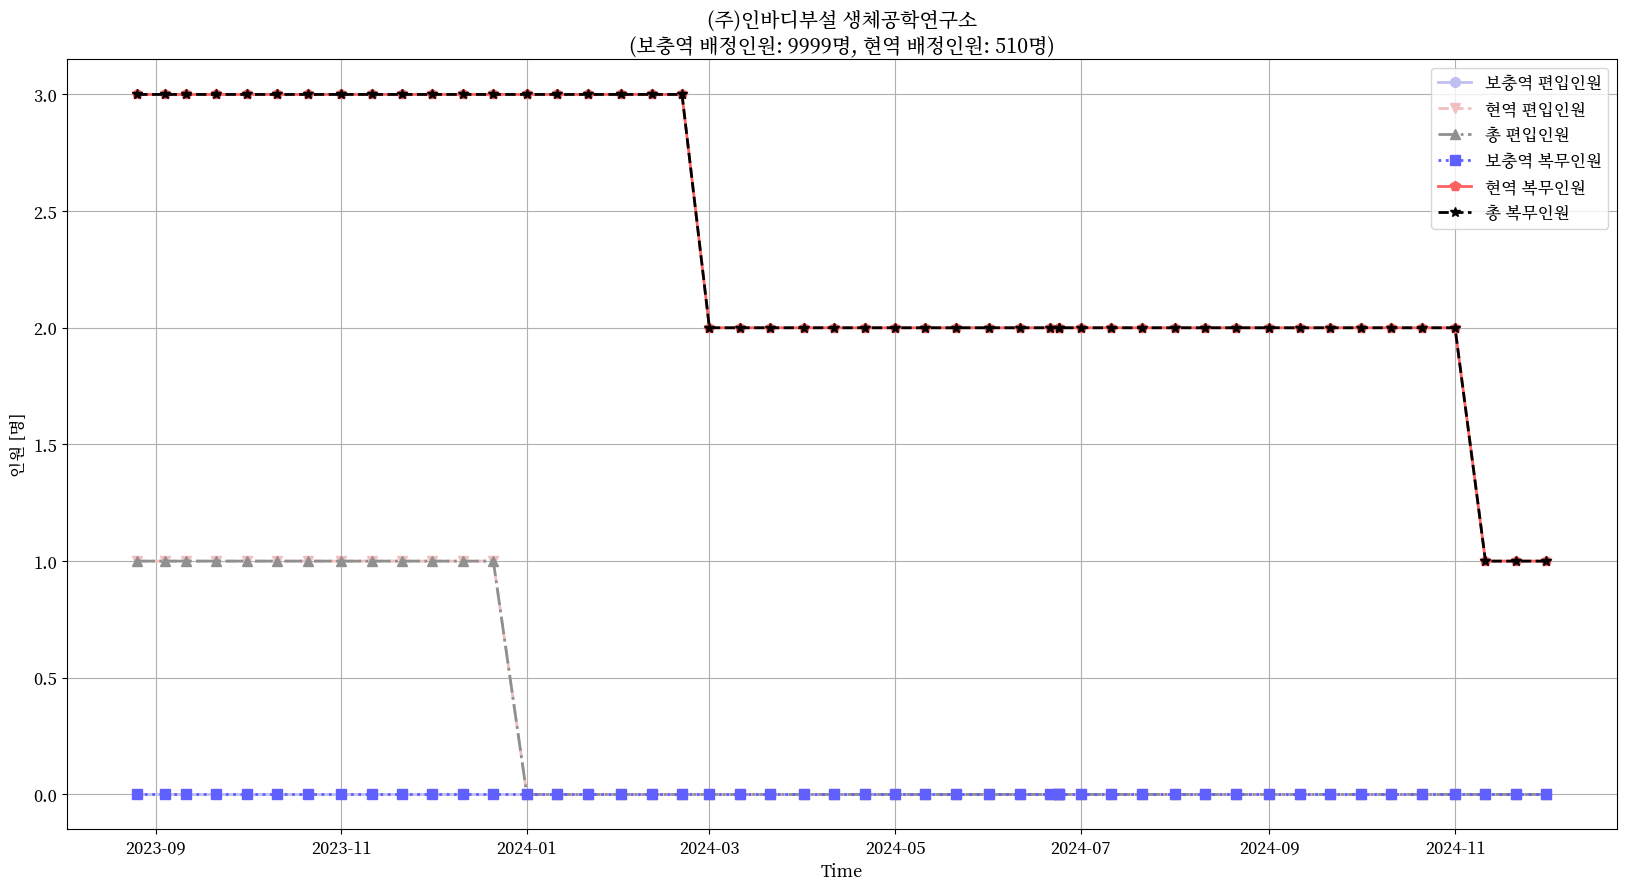 (주)인바디부설 생체공학연구소
(보충역 배정인원: 9999명, 현역 배정인원: 510명)
보충역 편입인원
현역 편입인원
총 편입인원
보충역 복무인원
현역 복무인원
총 복무인원
인원 [명]
3.0
2.5
2.0
1.5
1.0
0.5
0.0
2023-09
2023-11
2024-01
2024-03
2024-05
2024-07
2024-09
2024-11
Time